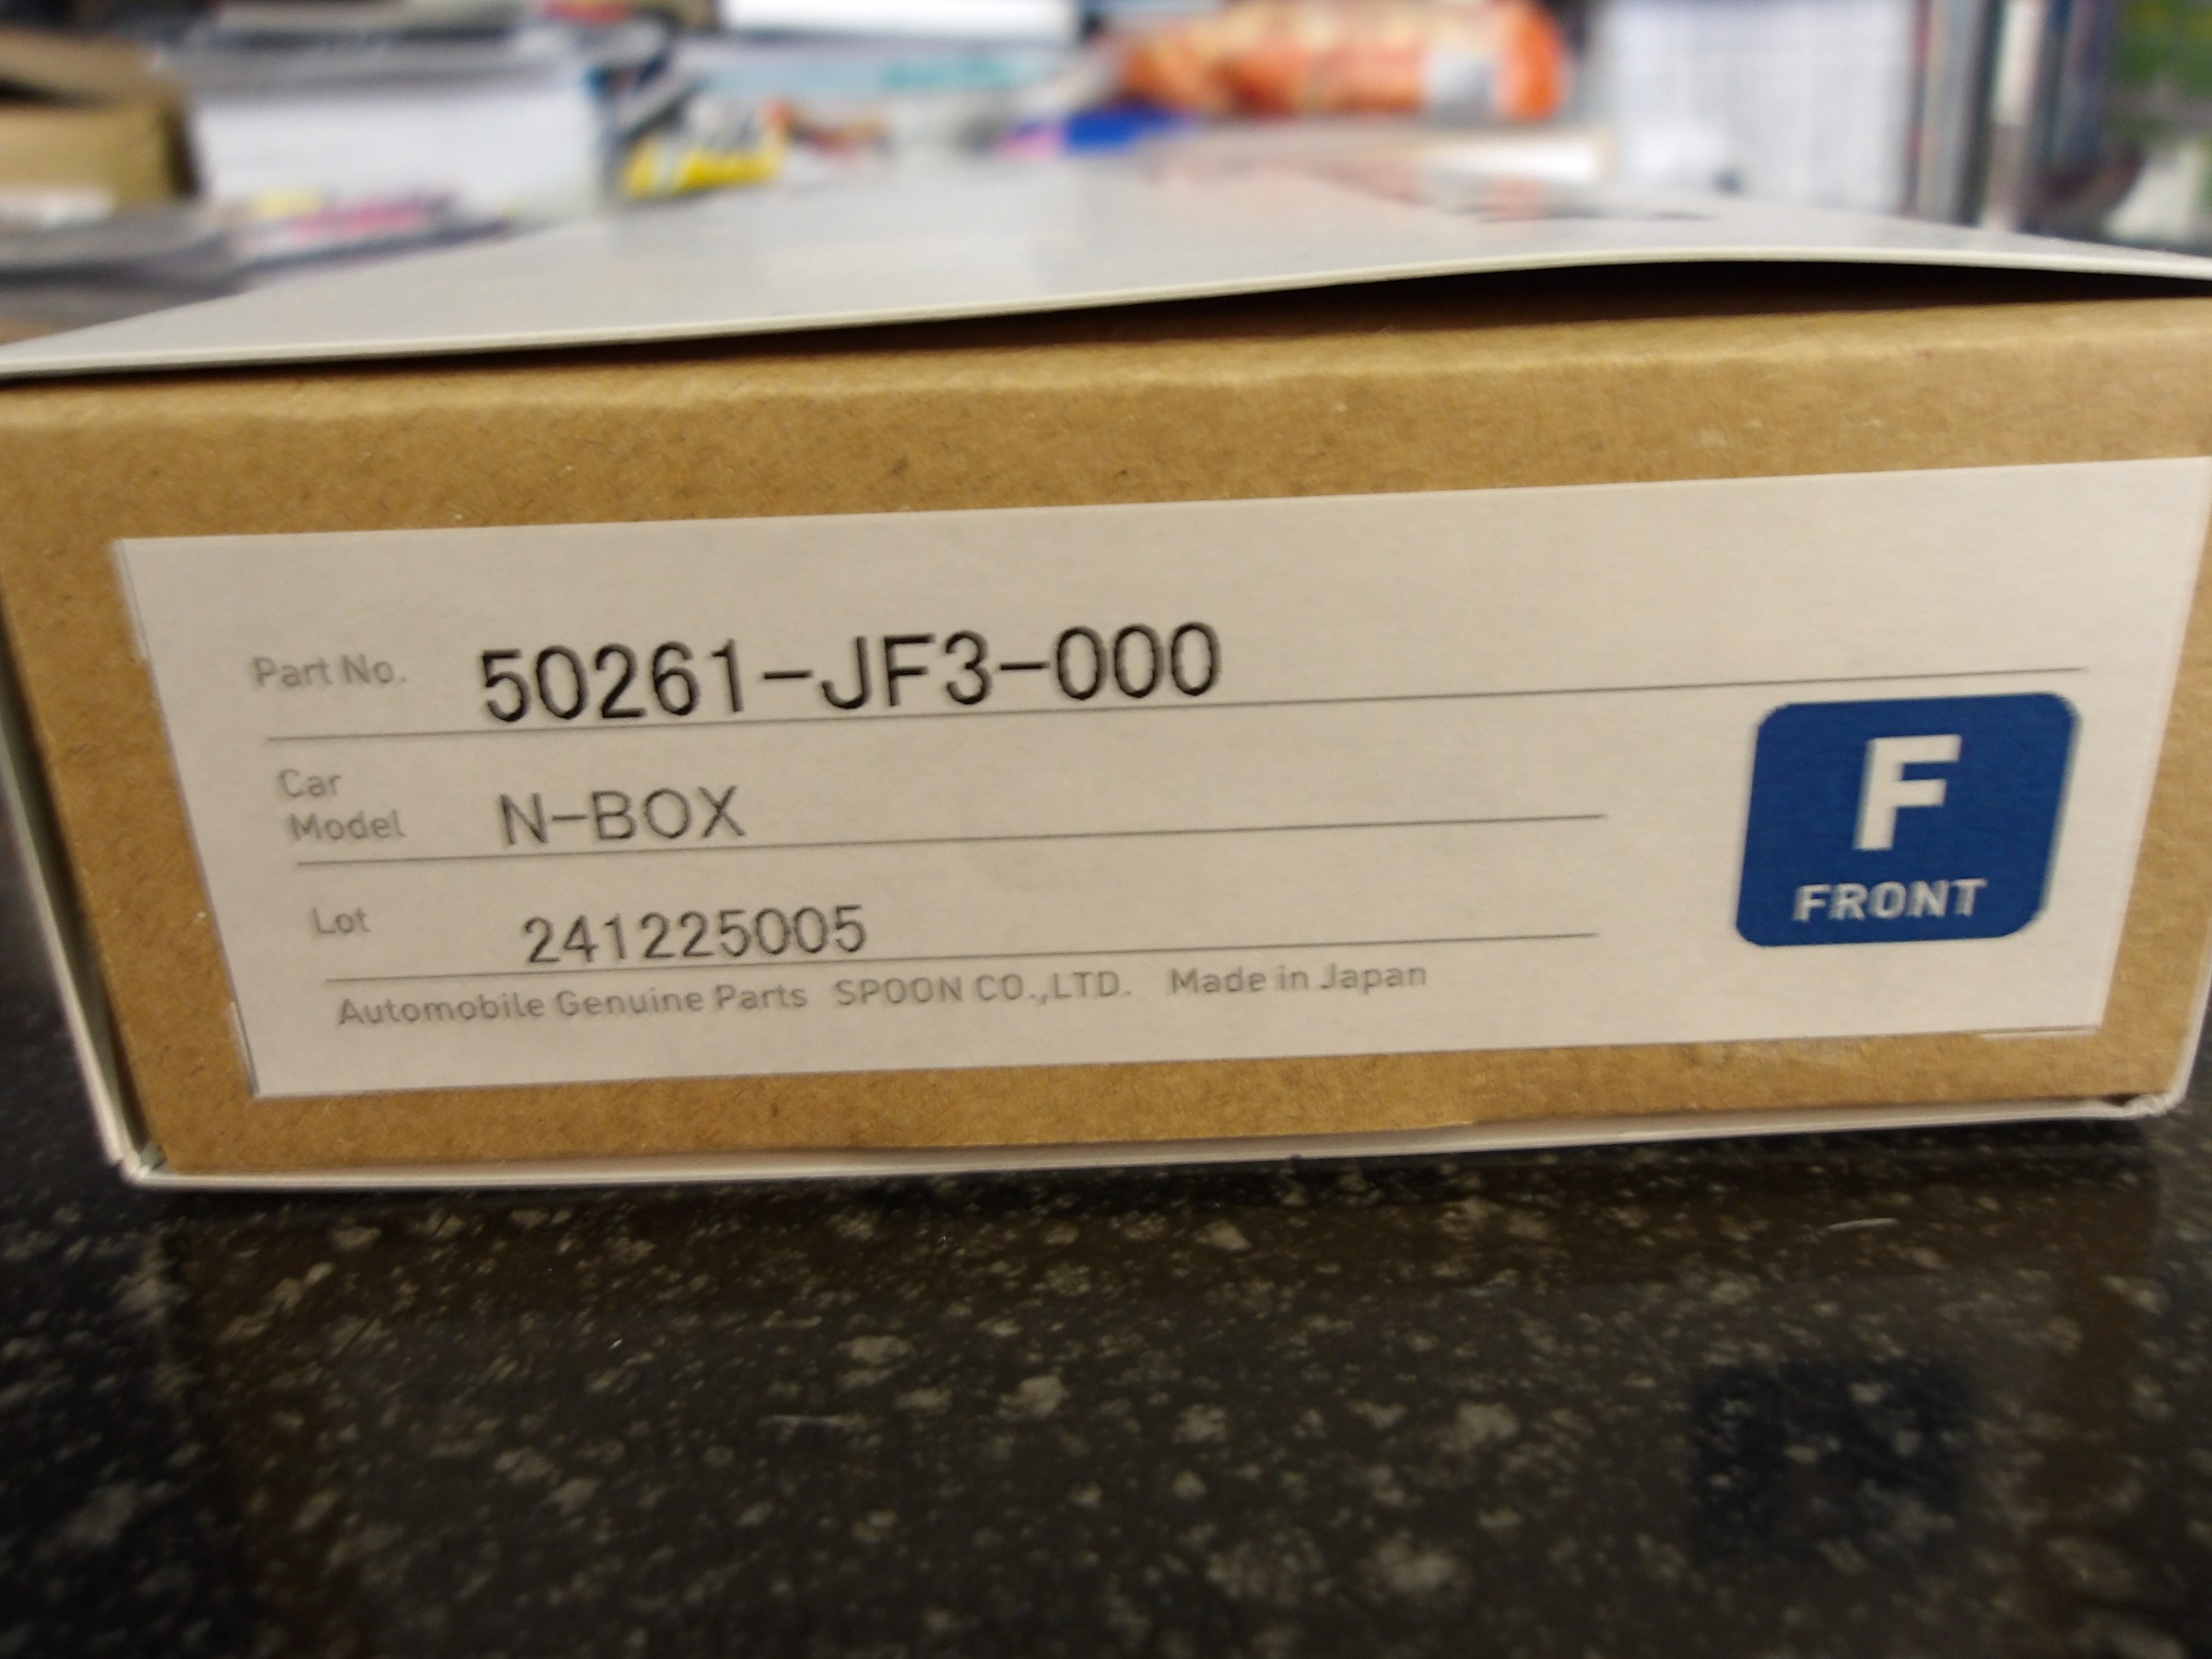 Part No. 50261-JF3-000
Car Model N-BOX
Lot 241225005
Automobile Genuine Parts SPOON CO.,LTD. Made in Japan
F
FRONT